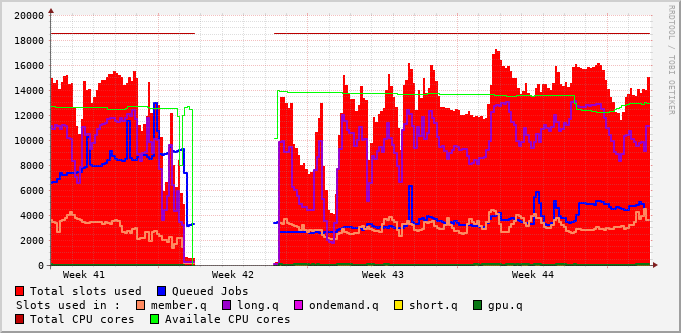 20000
18000
16000
14000
12000
10000
8000
6000
4000
2000
0
Week 41 Week 42 Week 43 Week 44
Total slots used Queued Jobs
Slots used in : member.q long.q ondemand.q short.q gpu.q
Total CPU cores Availale CPU cores
RRDTOOL / TOBI OETIKER